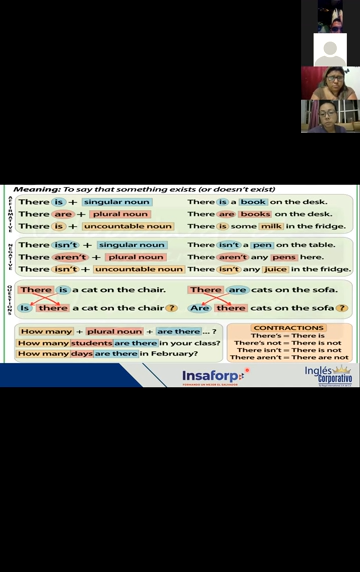 Meaning: To say that something exists (or doesn't exist)
AFFIRMATIVE
There is + singular noun There is a book on the desk.
There are + plural noun There are books on the desk.
There is + uncountable noun There is some milk in the fridge.
NEGATIVE
There isn't + singular noun There isn't a pen on the table.
There aren't + plural noun There aren't any pens here.
There isn't + uncountable noun There isn't any juice in the fridge.
QUESTIONS
There is a cat on the chair. There are cats on the sofa.
Is there a cat on the chair ? Are there cats on the sofa ?
How many + plural noun + are there ... ?
How many students are there in your class?
How many days are there in February?
CONTRACTIONS
There's = There is
There's not = There is not
There isn't = There is not
There aren't = There are not
Insaforp
Inglés
Corporativo